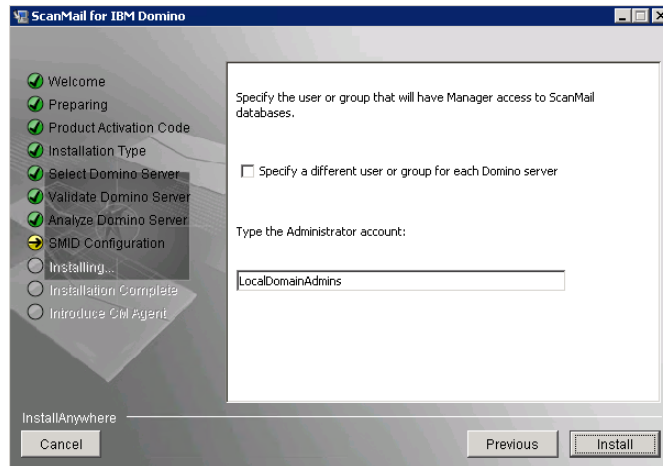 ScanMail for IBM Domino
Welcome
Preparing
Product Activation Code
Installation Type
Select Domino Server
Validate Domino Server
Analyze Domino Server
SMID Configuration
Installing...
Installation Complete
Introduce CM Agent
Specify the user or group that will have Manager access to ScanMail
databases.
Specify a different user or group for each Domino server
Type the Administrator account:
LocalDomainAdmins
InstallAnywhere
Cancel
Previous
Install